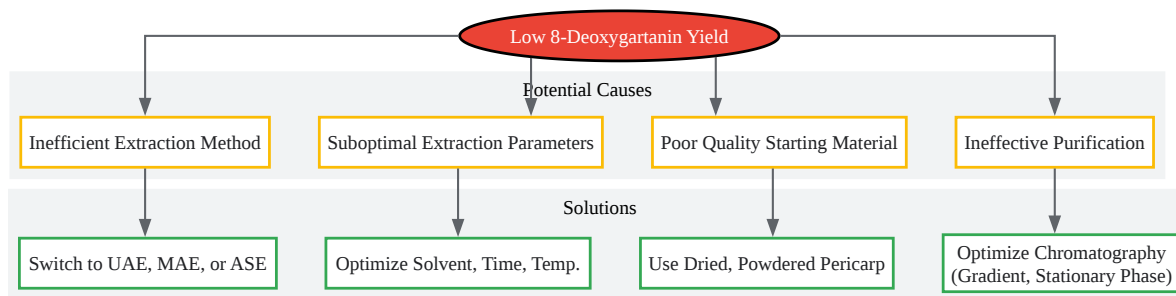 Low 8-Deoxygartanin Yield
Potential Causes
Inefficient Extraction Method
Suboptimal Extraction Parameters
Poor Quality Starting Material
Ineffective Purification
Solutions
Switch to UAE, MAE, or ASE
Optimize Solvent, Time, Temp.
Use Dried, Powdered Pericarp
Optimize Chromatography
(Gradient, Stationary Phase)